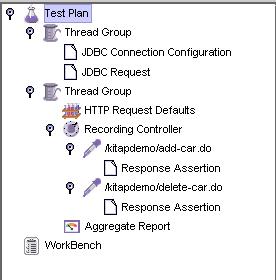 Test Plan
Thread Group
JDBC Connection Configuration
JDBC Request
Thread Group
HTTP Request Defaults
Recording Controller
/kitapdemo/add-car.do
Response Assertion
/kitapdemo/delete-car.do
Response Assertion
Aggregate Report
WorkBench